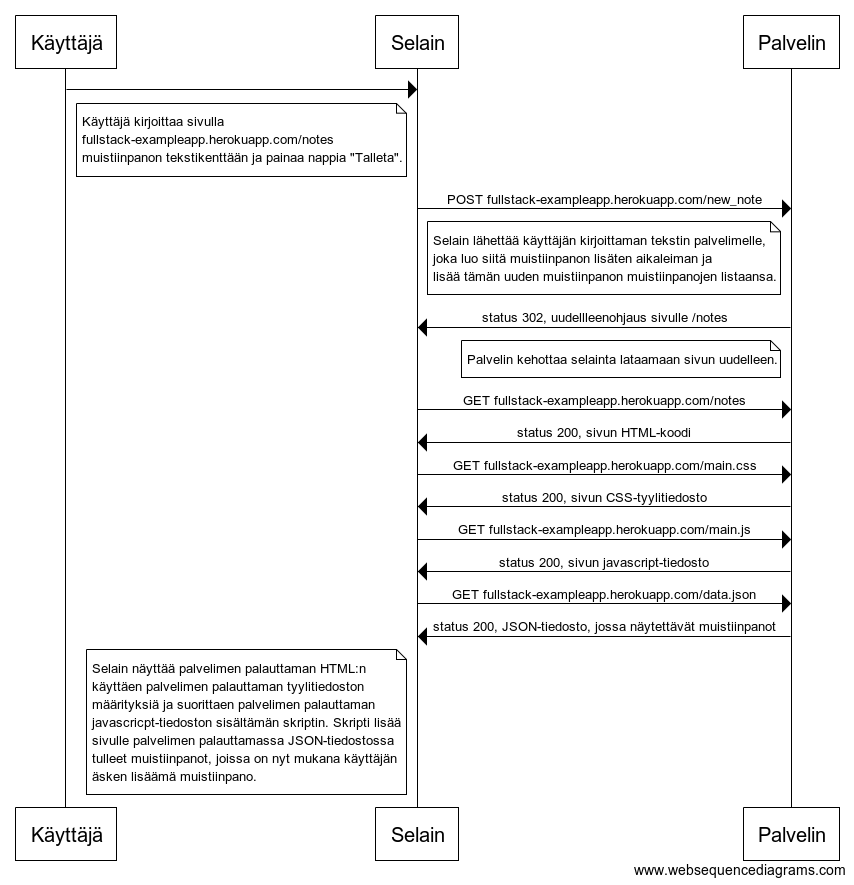 Käyttäjä
Selain
Palvelin
Käyttäjä kirjoittaa sivulla
fullstack-exampleapp.herokuapp.com/notes
muistiinpanon tekstikenttään ja painaa nappia "Talleta".
POST fullstack-exampleapp.herokuapp.com/new_note
Selain lähettää käyttäjän kirjoittaman tekstin palvelimelle,
joka luo siitä muistiinpanon lisäten aikaleiman ja
lisää tämän uuden muistiinpanon muistiinpanojen listaansa.
status 302, uudellleenohjaus sivulle /notes
Palvelin kehottaa selainta lataamaan sivun uudelleen.
GET fullstack-exampleapp.herokuapp.com/notes
status 200, sivun HTML-koodi
GET fullstack-exampleapp.herokuapp.com/main.css
status 200, sivun CSS-tyylitiedosto
GET fullstack-exampleapp.herokuapp.com/main.js
status 200, sivun javascript-tiedosto
GET fullstack-exampleapp.herokuapp.com/data.json
status 200, JSON-tiedosto, jossa näytettävät muistiinpanot
Selain näyttää palvelimen palauttaman HTML:n
käyttäen palvelimen palauttaman tyylitiedoston
määrityksiä ja suorittaen palvelimen palauttaman
javascricpt-tiedoston sisältämän skriptin. Skripti lisää
sivulle palvelimen palauttamassa JSON-tiedostossa
tulleet muistiinpanot, joissa on nyt mukana käyttäjän
äsken lisäämä muistiinpano.
Käyttäjä
Selain
Palvelin
www.websequencediagrams.com